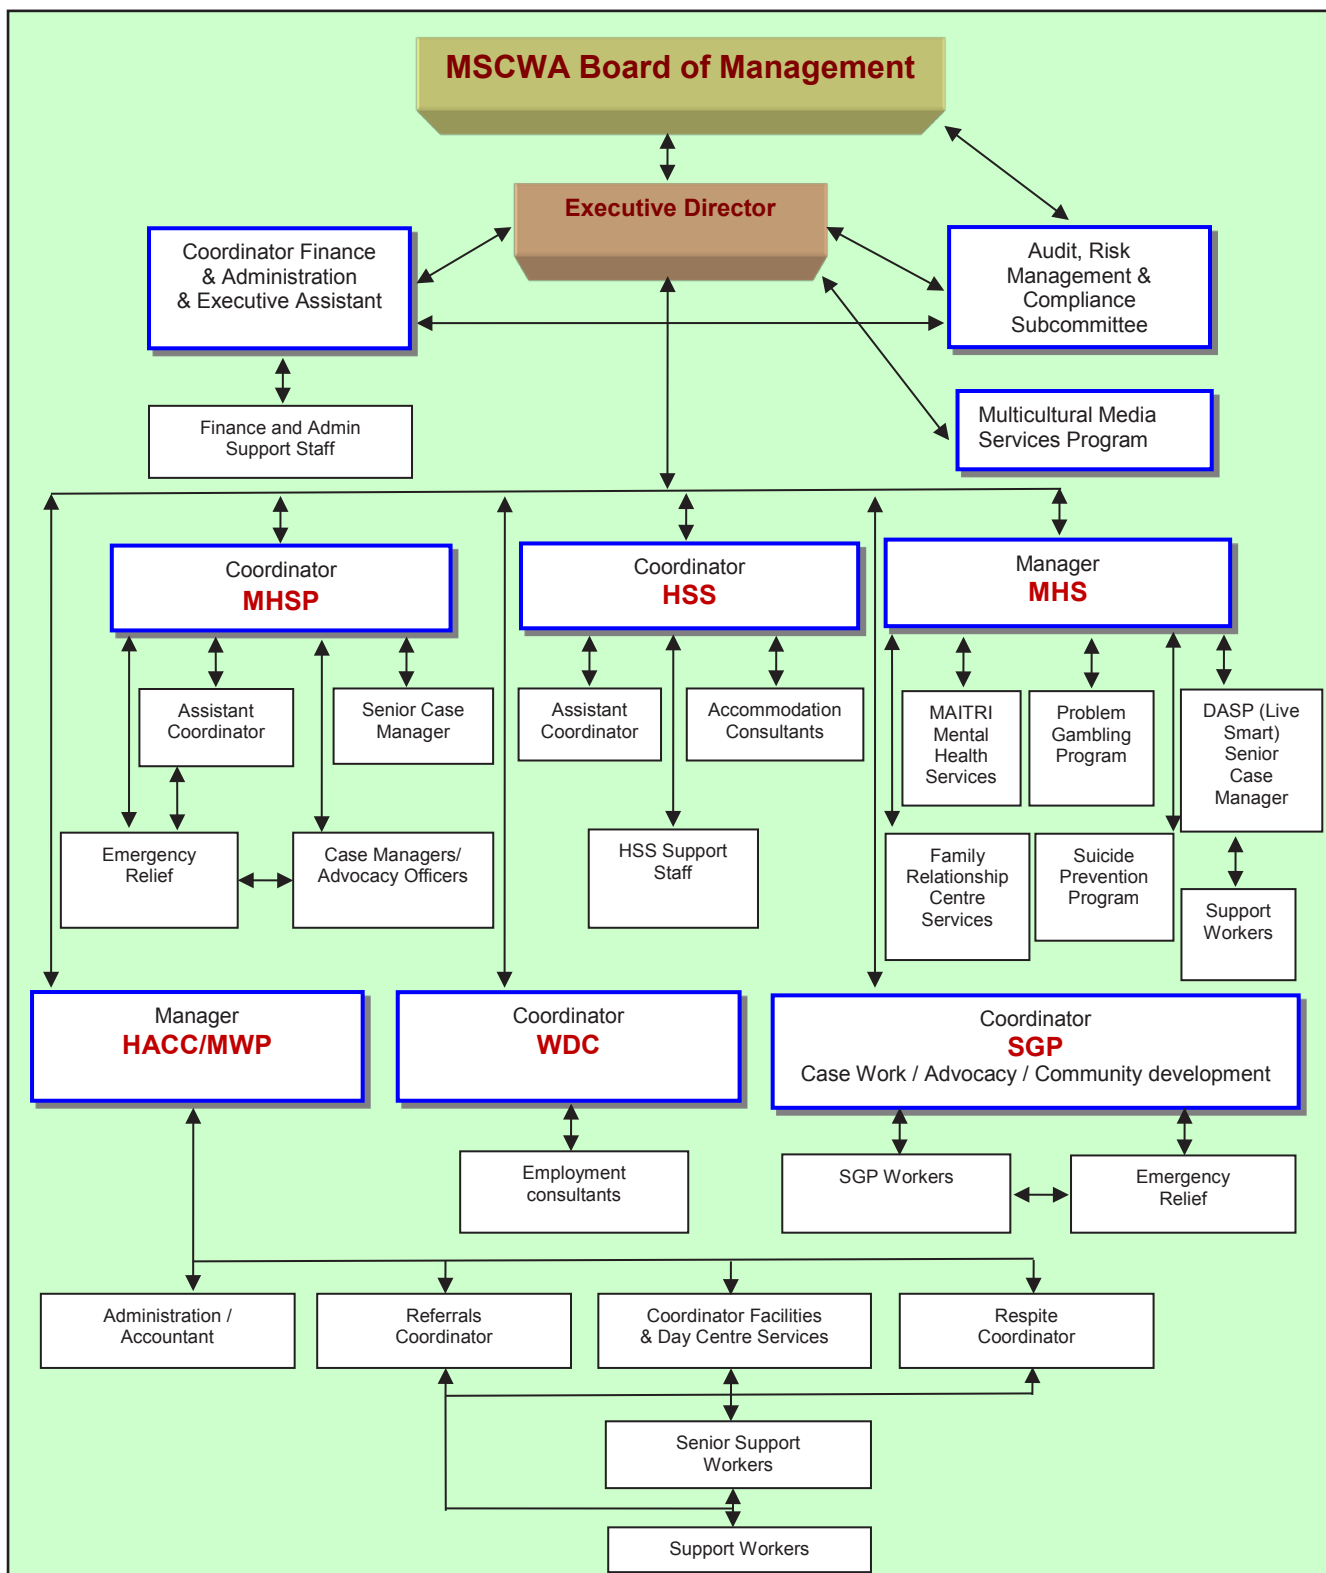 MSCWA Board of Management
Executive Director
Coordinator Finance
& Administration
& Executive Assistant
Audit, Risk
Management &
Compliance
Subcommittee
Finance and Admin
Support Staff
Multicultural Media
Services Program
Coordinator
MHSP
Coordinator
HSS
Manager
MHS
Assistant
Coordinator
Senior Case
Manager
Assistant
Coordinator
Accommodation
Consultants
MAITRI
Mental
Health
Services
Problem
Gambling
Program
DASP (Live
Smart)
Senior
Case
Manager
Emergency
Relief
Case Managers/
Advocacy Officers
HSS Support
Staff
Family
Relationship
Centre
Services
Suicide
Prevention
Program
Support
Workers
Manager
HACC/MWP
Coordinator
WDC
Coordinator
SGP
Case Work / Advocacy / Community development
Employment
consultants
SGP Workers
Emergency
Relief
Administration /
Accountant
Referrals
Coordinator
Coordinator Facilities
& Day Centre Services
Respite
Coordinator
Senior Support
Workers
Support Workers